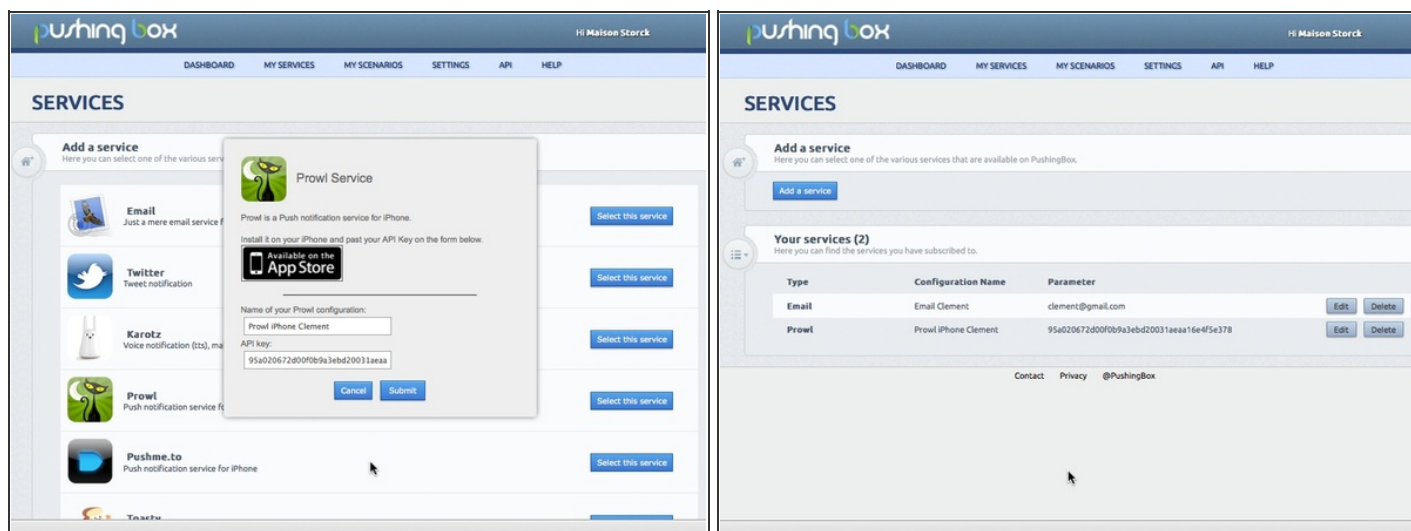 pushing box
Hi Maison Storck
DASHBOARD MY SERVICES MY SCENARIOS SETTINGS API HELP
SERVICES
Add a service
Here you can select one of the various serv
Email
Just a mere email service f
Select this service
Twitter
Tweet notification
Select this service
Karotz
Voice notification (tts), ma
Select this service
Prowl
Push notification service fo
Select this service
Pushme.to
Push notification service for iPhone
Select this service
Toasty
Prowl Service
Prowl is a Push notification service for iPhone.
Install it on your iPhone and past your API Key on the form below.
Available on the
App Store
Name of your Prowl configuration:
Prowl iPhone Clement
API key:
95a020672d00f0b9a3ebd20031aeaa
Cancel Submit
pushing box
Hi Maison Storck
DASHBOARD MY SERVICES MY SCENARIOS SETTINGS API HELP
SERVICES
Add a service
Here you can select one of the various services that are available on PushingBox.
Add a service
Your services (2)
Here you can find the services you have subscribed to.
Type Configuration Name Parameter
Email Email Clement clement@gmail.com Edit Delete
Prowl Prowl iPhone Clement 95a020672d00f0b9a3ebd20031aeaa16e4f5e378 Edit Delete
Contact Privacy @PushingBox